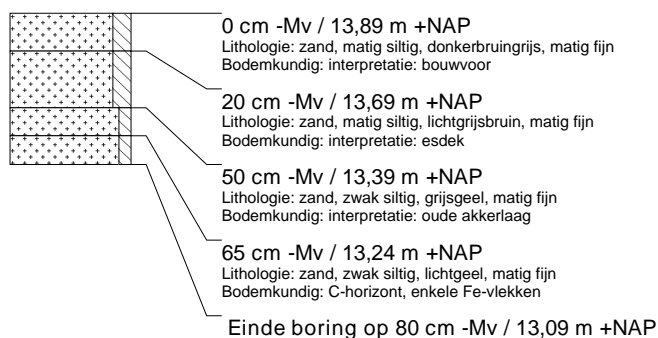 0 cm -Mv / 13,89 m +NAP
Lithologie: zand, matig siltig, donkerbruingrijs, matig fijn
Bodemkundig: interpretatie: bouwvoor
20 cm -Mv / 13,69 m +NAP
Lithologie: zand, matig siltig, lichtgrijsbruin, matig fijn
Bodemkundig: interpretatie: esdek
50 cm -Mv / 13,39 m +NAP
Lithologie: zand, zwak siltig, grijsgeel, matig fijn
Bodemkundig: interpretatie: oude akkerlaag
65 cm -Mv / 13,24 m +NAP
Lithologie: zand, zwak siltig, lichtgeel, matig fijn
Bodemkundig: C-horizont, enkele Fe-vlekken
Einde boring op 80 cm -Mv / 13,09 m +NAP